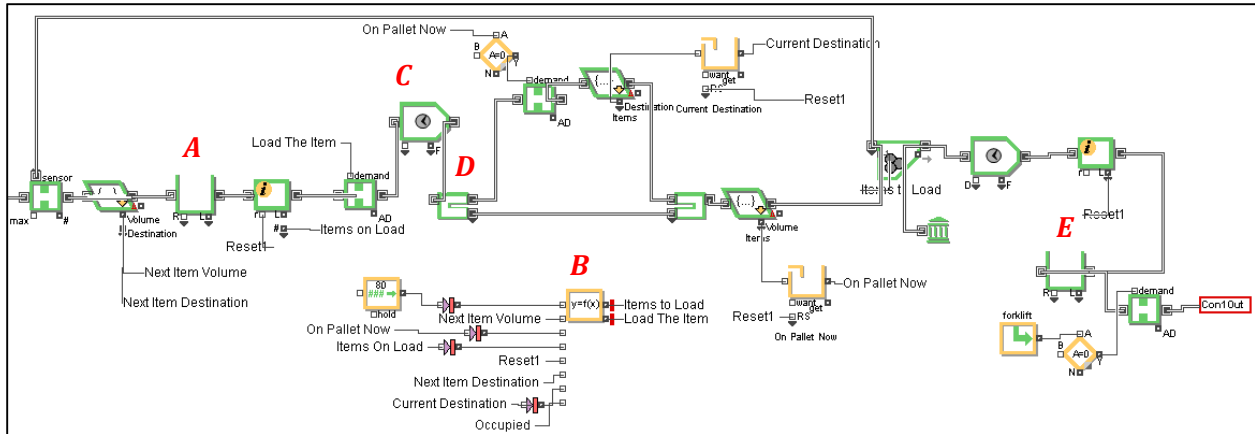 On Pallet Now
A
B
A=0
Y
N
demand
AD
{...
Destination
Items
want
get
RS
Current Destination
Current Destination
Reset1
C
F
D
Load The Item
A
sensor
max
#
Volume
Destination
R
L
i
r
#
Reset1
Items on Load
demand
AD
Next Item Volume
Next Item Destination
{...}
Volume
Items
Items to Load
D
F
i
r
Reset1
E
R
L
demand
AD
Con1Out
forklift
A
B
A=0
Y
N
want
get
RS
On Pallet Now
Reset1
On Pallet Now
B
80
###
hold
y=f(x)
Items to Load
Load The Item
Next Item Volume
On Pallet Now
Items On Load
Reset1
Next Item Destination
Current Destination
Occupied